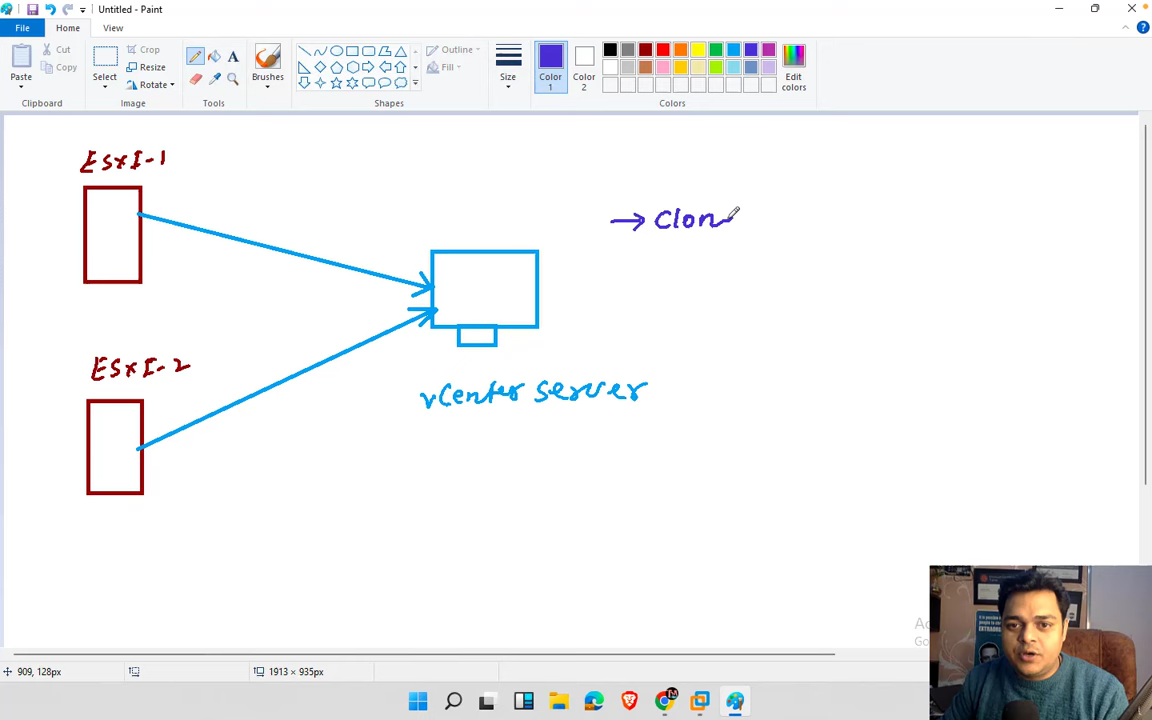 Untitled - Paint
File
Home
View
Paste
Cut
Copy
Clipboard
Select
Crop
Resize
Rotate
Image
Tools
Brushes
Outline
Fill
Shapes
Size
Color 1
Color 2
Edit colors
Colors
ESXI-1
→ Clon
ESXI-2
vCenter server
909, 128px
1913 × 935px